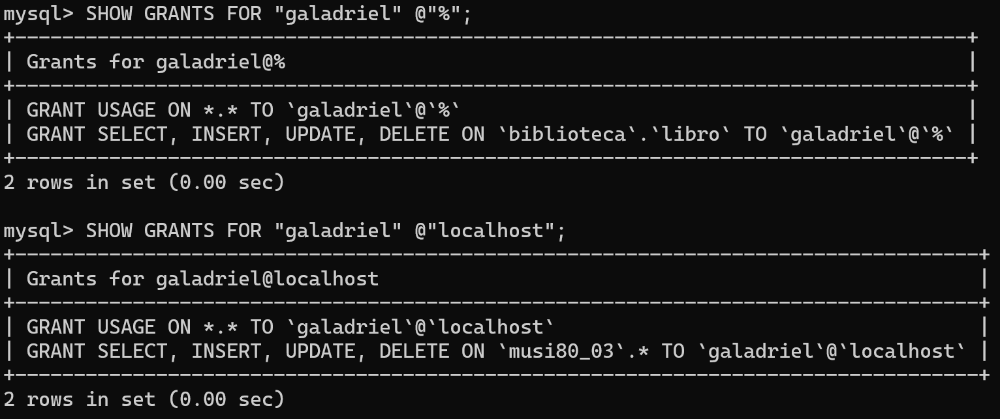 mysql> SHOW GRANTS FOR "galadriel" @"%";
+---------------------------------------------------------------------------------+
| Grants for galadriel@%                                                          |
+---------------------------------------------------------------------------------+
| GRANT USAGE ON *.* TO `galadriel`@`%`                                           |
| GRANT SELECT, INSERT, UPDATE, DELETE ON `biblioteca`.`libro` TO `galadriel`@`%` |
+---------------------------------------------------------------------------------+
2 rows in set (0.00 sec)

mysql> SHOW GRANTS FOR "galadriel" @"localhost";
+----------------------------------------------------------------------------------+
| Grants for galadriel@localhost                                                   |
+----------------------------------------------------------------------------------+
| GRANT USAGE ON *.* TO `galadriel`@`localhost`                                    |
| GRANT SELECT, INSERT, UPDATE, DELETE ON `musi80_03`.* TO `galadriel`@`localhost` |
+----------------------------------------------------------------------------------+
2 rows in set (0.00 sec)